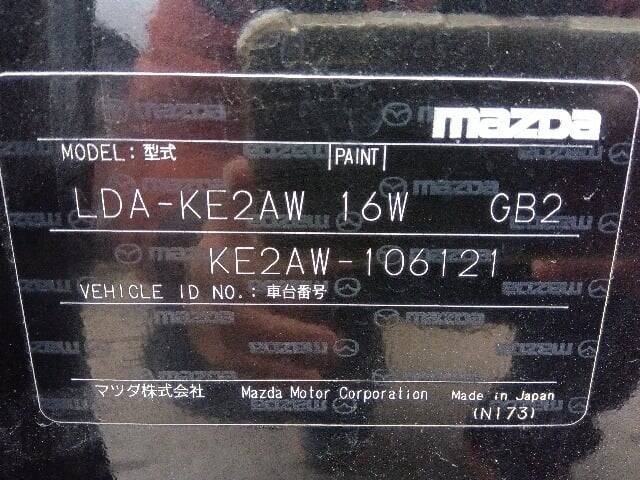 mazda
MODEL: 型式 PAINT
LDA-KE2AW 16W GB2
KE2AW-106121
VEHICLE ID NO.: 車台番号
マツダ株式会社 Mazda Motor Corporation Made in Japan
(N173)